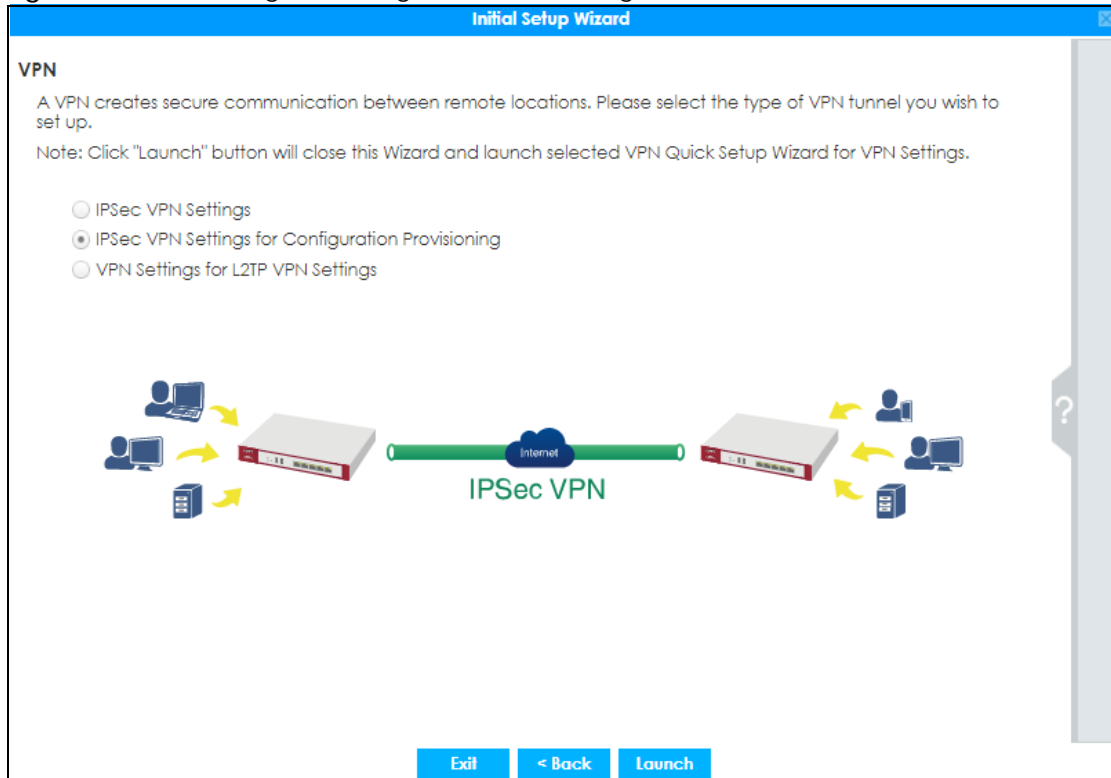 Initial Setup Wizard
VPN
A VPN creates secure communication between remote locations. Please select the type of VPN tunnel you wish to
set up.
Note: Click "Launch" button will close this Wizard and launch selected VPN Quick Setup Wizard for VPN Settings.
IPSec VPN Settings
IPSec VPN Settings for Configuration Provisioning
VPN Settings for L2TP VPN Settings
Internet
IPSec VPN
?
Exit
< Back
Launch